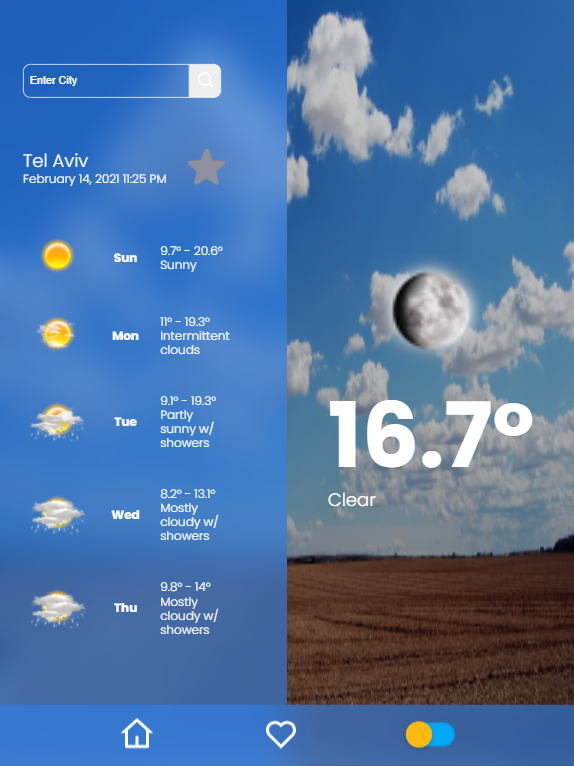 Enter City
Tel Aviv
February 14, 2021 11:25 PM
Sun
9.7° - 20.6°
Sunny
Mon
11° - 19.3°
Intermittent
clouds
Tue
9.1° - 19.3°
Partly
sunny w/
showers
Wed
8.2° - 13.1°
Mostly
cloudy w/
showers
Thu
9.8° - 14°
Mostly
cloudy w/
showers
16.7°
Clear